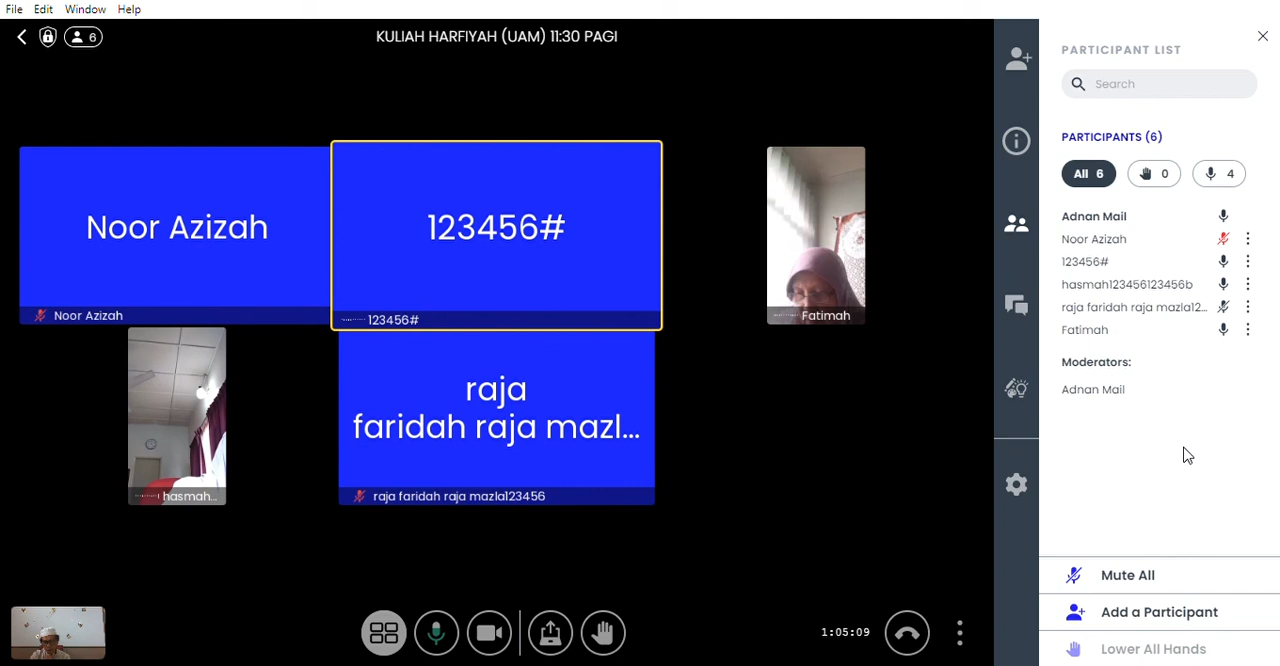 File Edit Window Help
6
KULIAH HARFIYAH (UAM) 11:30 PAGI
Noor Azizah
Noor Azizah
123456#
123456#
Fatimah
hasmah...
raja
faridah raja mazl...
raja faridah raja mazla123456
1:05:09
PARTICIPANT LIST
Search
PARTICIPANTS (6)
All 6
0
4
Adnan Mail
Noor Azizah
123456#
hasmah123456123456b
raja faridah raja mazla12...
Fatimah
Moderators:
Adnan Mail
Mute All
Add a Participant
Lower All Hands